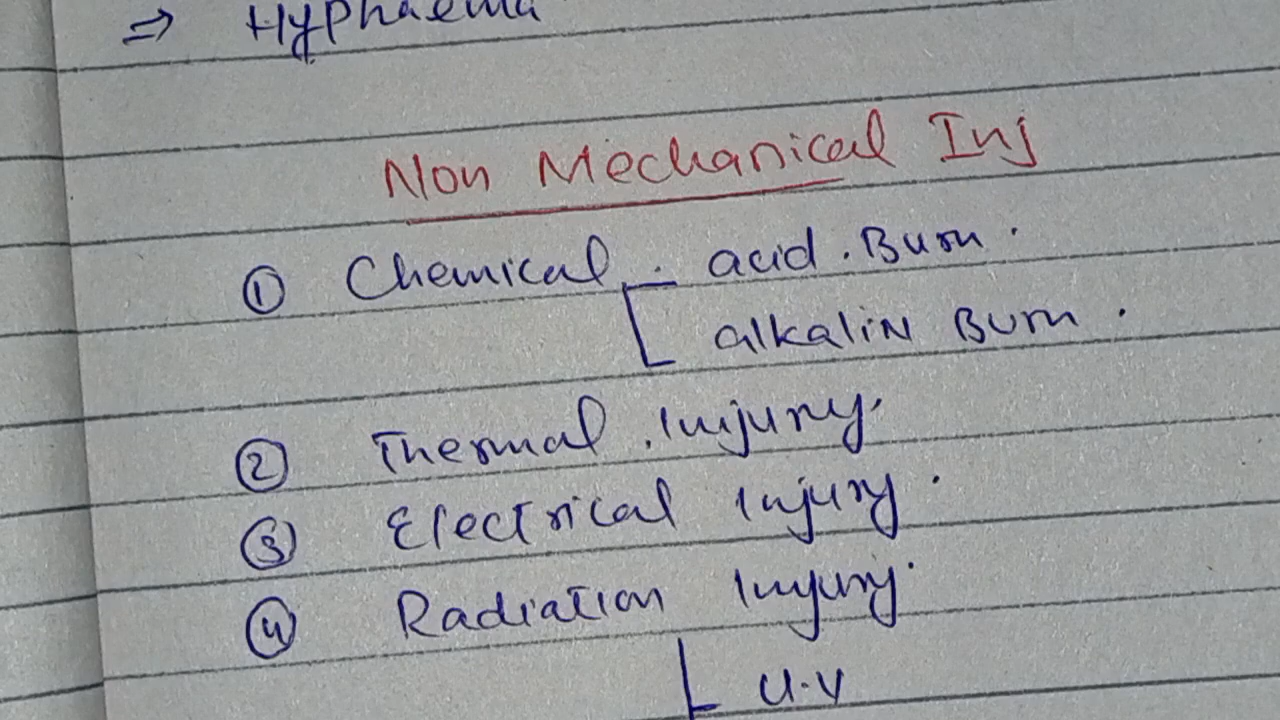 ⇒ Hyphaema
Non Mechanical Inj
① Chemical acid Burn.
alkalin Burn.
② Thermal Injury.
③ Electrical Injury.
④ Radiation Injury.
U.V